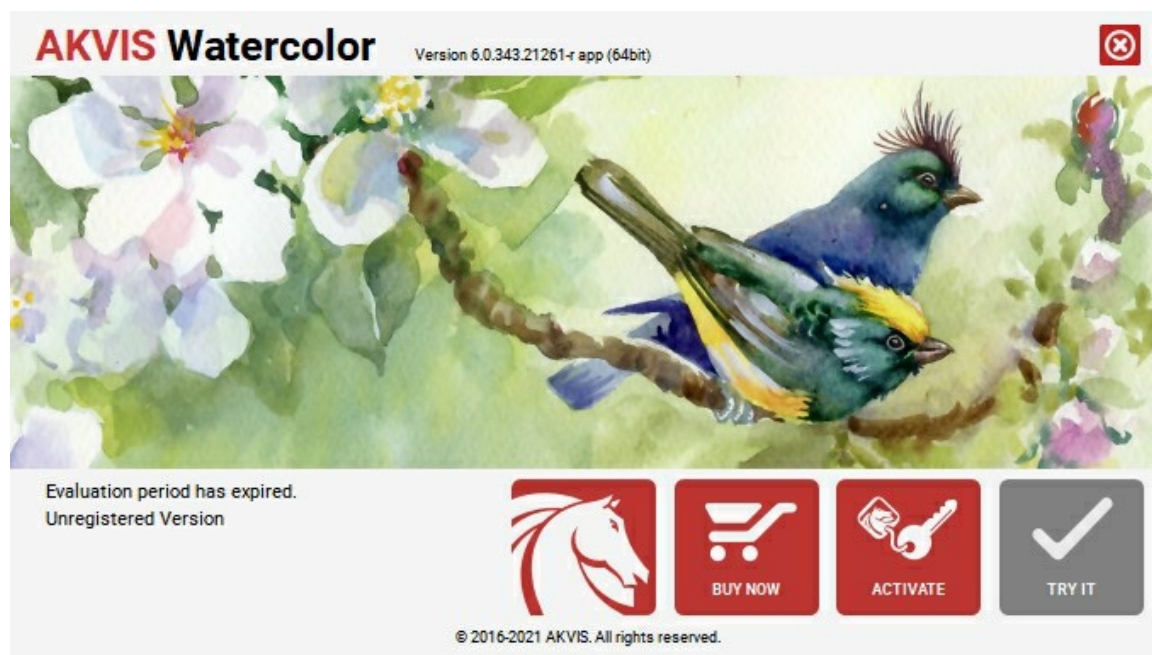 AKVIS Watercolor Version 6.0.343.21261-r app (64bit)
Evaluation period has expired.
Unregistered Version
BUY NOW
ACTIVATE
TRY IT
© 2016-2021 AKVIS. All rights reserved.